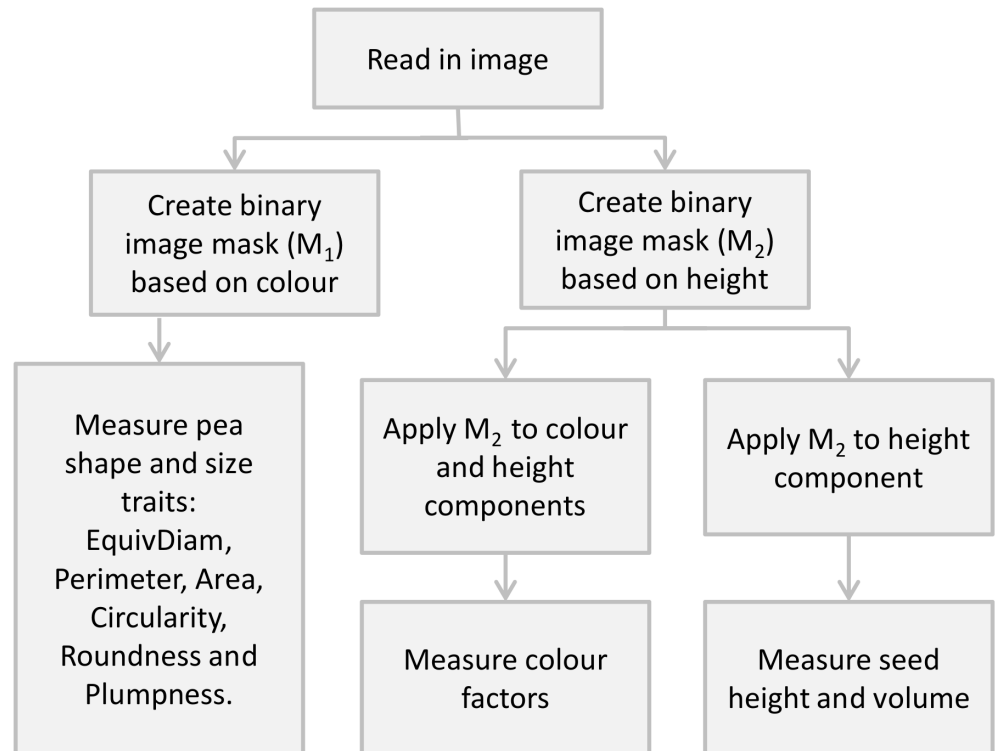 Read in image
Create binary
image mask (M₁)
based on colour
Create binary
image mask (M₂)
based on height
Measure pea
shape and size
traits:
EquivDiam,
Perimeter, Area,
Circularity,
Roundness and
Plumpness.
Apply M₂ to colour
and height
components
Apply M₂ to height
component
Measure colour
factors
Measure seed
height and volume